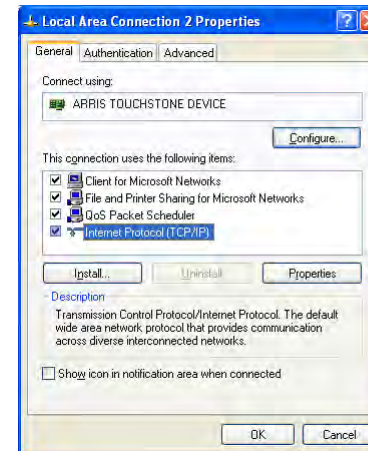 Local Area Connection 2 Properties
General Authentication Advanced
Connect using:
ARRIS TOUCHSTONE DEVICE
Configure...
This connection uses the following items:
Client for Microsoft Networks
File and Printer Sharing for Microsoft Networks
QoS Packet Scheduler
Internet Protocol (TCP/IP)
Install... Uninstall Properties
Description
Transmission Control Protocol/Internet Protocol. The default
wide area network protocol that provides communication
across diverse interconnected networks.
Show icon in notification area when connected
OK Cancel